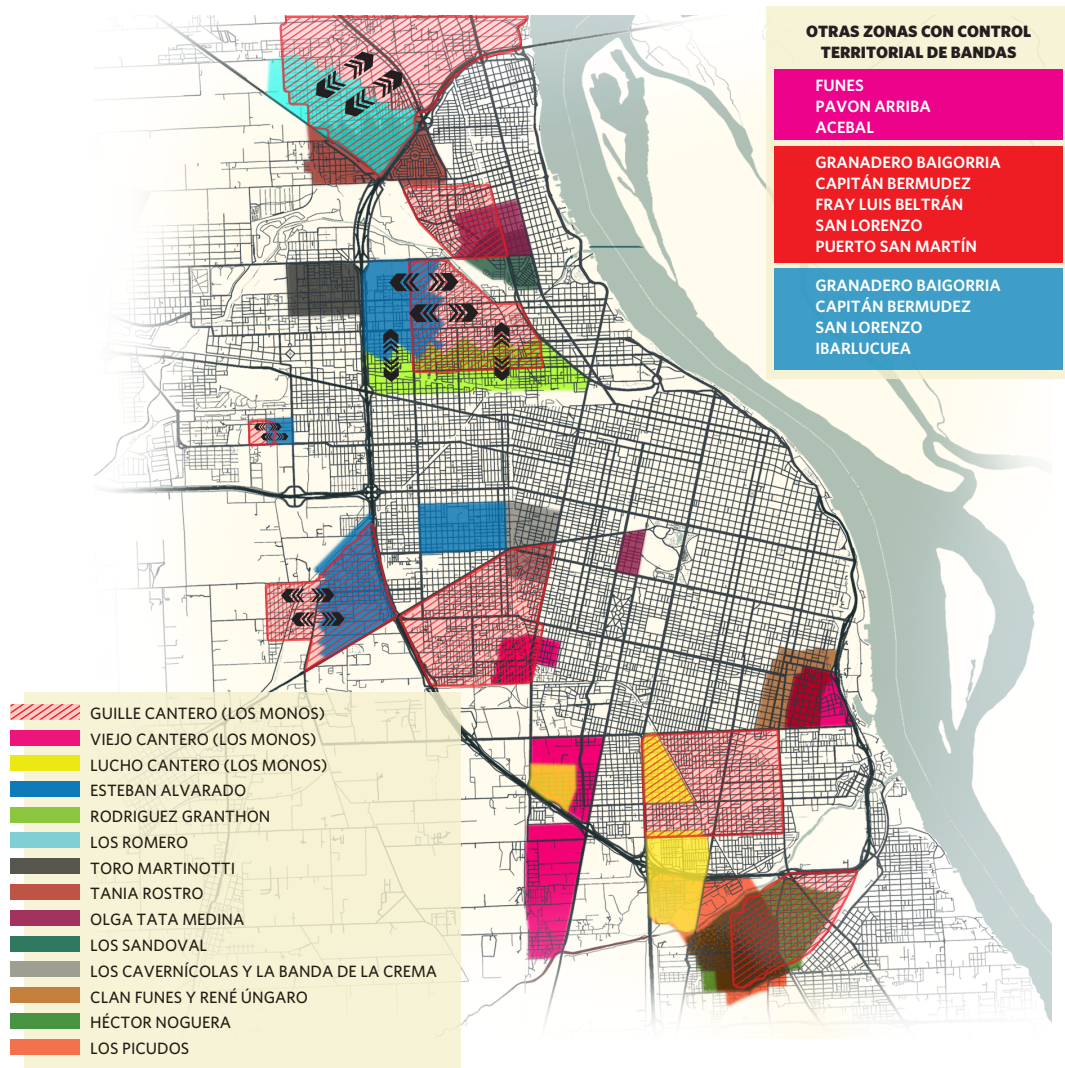 OTRAS ZONAS CON CONTROL
TERRITORIAL DE BANDAS
FUNES
PAVON ARRIBA
ACEBAL
GRANADERO BAIGORRIA
CAPITÁN BERMUDEZ
FRAY LUIS BELTRÁN
SAN LORENZO
PUERTO SAN MARTÍN
GRANADERO BAIGORRIA
CAPITÁN BERMUDEZ
SAN LORENZO
IBARLUCUEA
GUILLE CANTERO (LOS MONOS)
VIEJO CANTERO (LOS MONOS)
LUCHO CANTERO (LOS MONOS)
ESTEBAN ALVARADO
RODRIGUEZ GRANTHON
LOS ROMERO
TORO MARTINOTTI
TANIA ROSTRO
OLGA TATA MEDINA
LOS SANDOVAL
LOS CAVERNÍCOLAS Y LA BANDA DE LA CREMA
CLAN FUNES Y RENÉ ÚNGARO
HÉCTOR NOGUERA
LOS PICUDOS